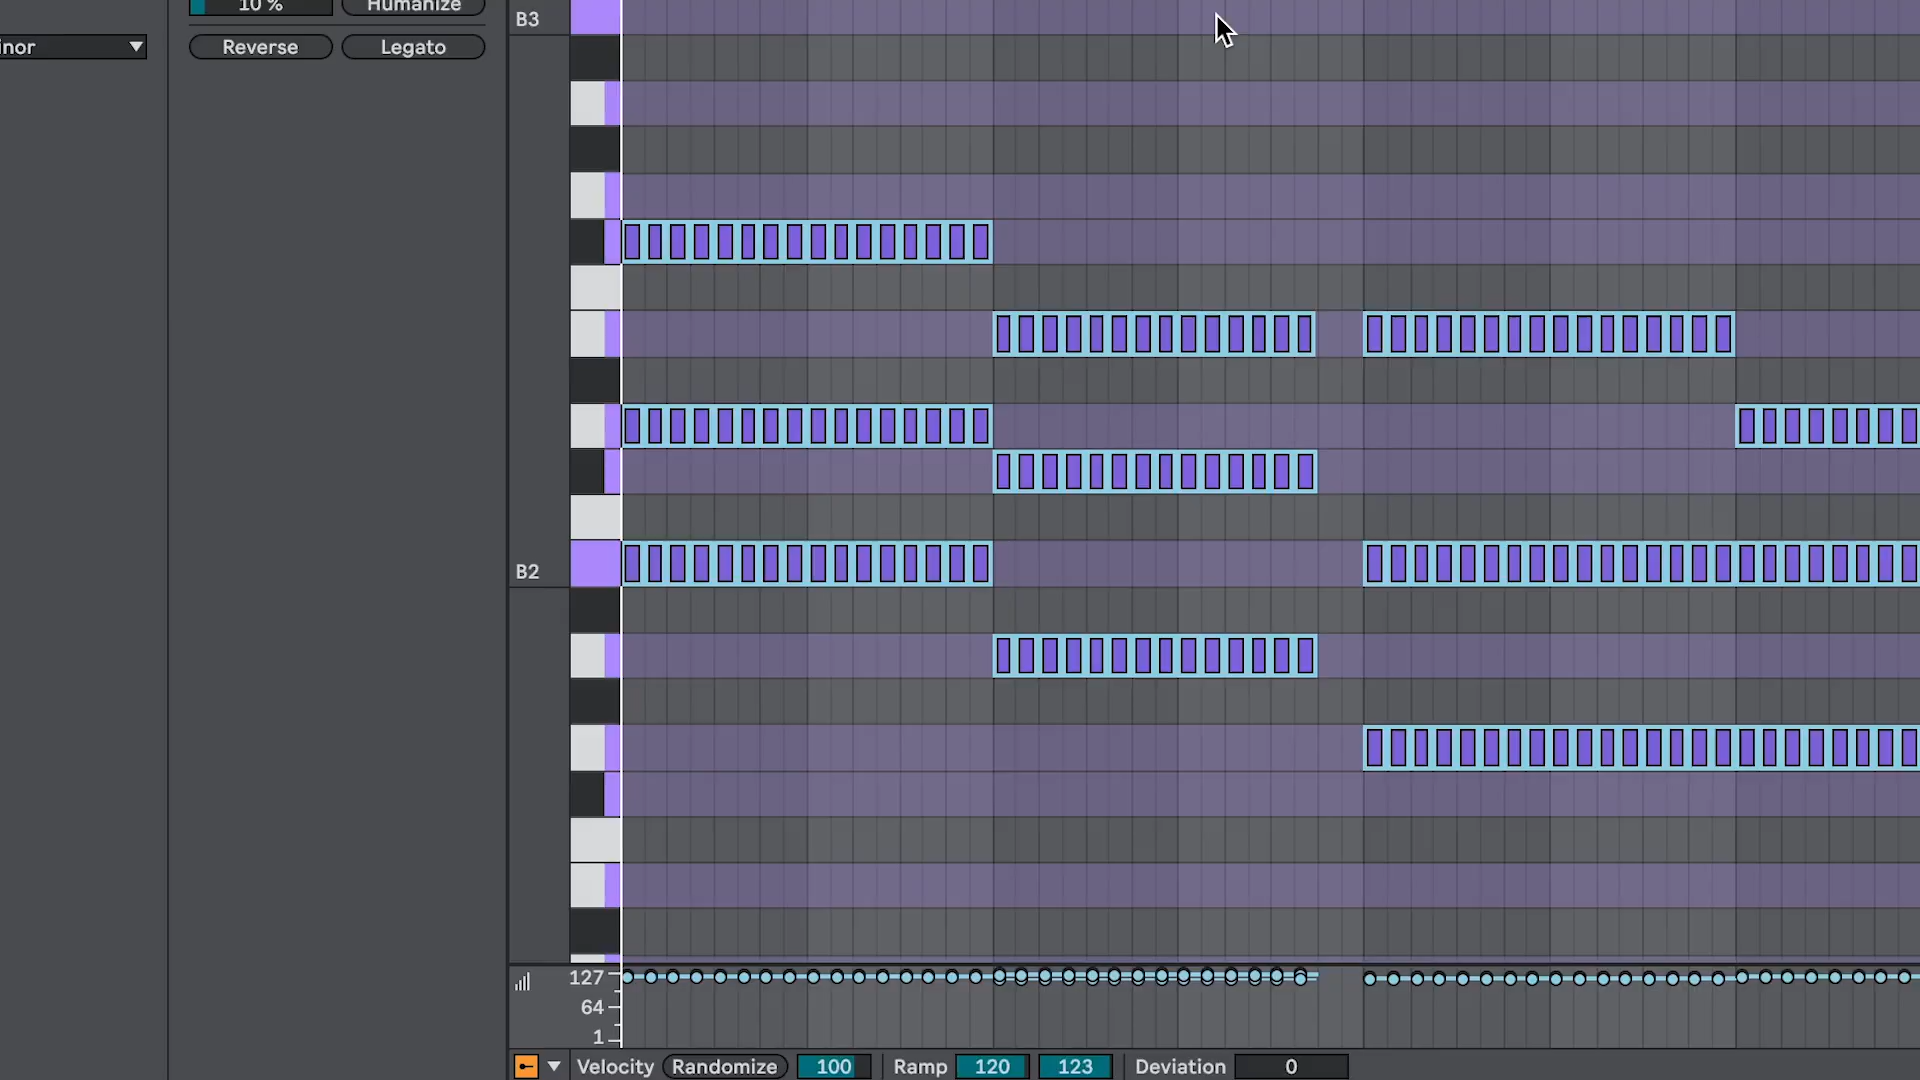 10 %
Humanize
B3
inor
Reverse
Legato
B2
127
64
1
Velocity
Randomize
100
Ramp
120
123
Deviation
0